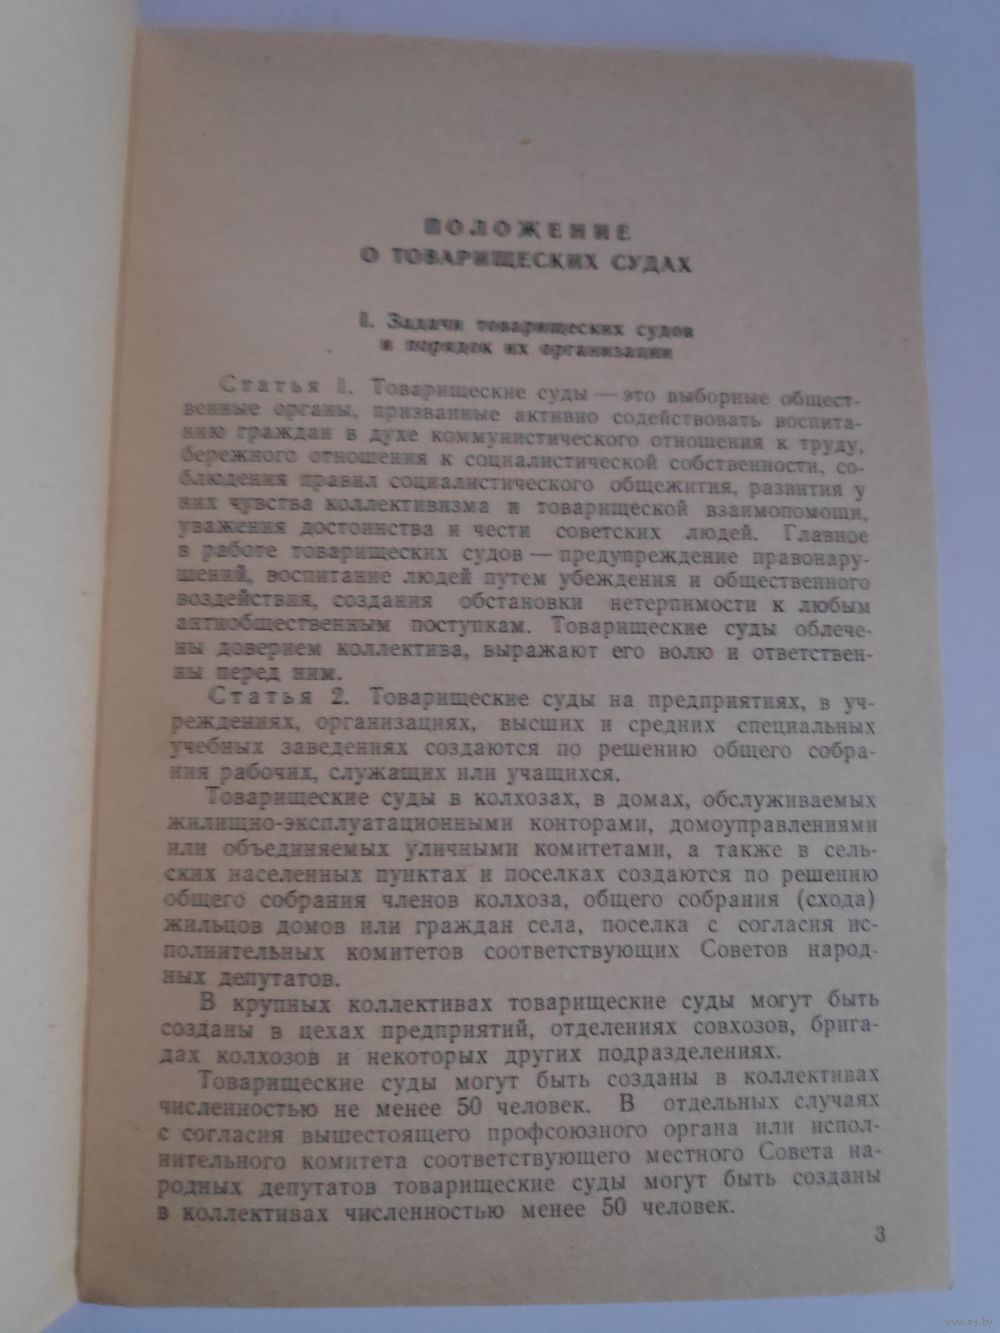 ПОЛОЖЕНИЕ
О ТОВАРИЩЕСКИХ СУДАХ
I. Задачи товарищеских судов
и порядок их организации
Статья 1. Товарищеские суды — это выборные общест-
венные органы, призванные активно содействовать воспита-
нию граждан в духе коммунистического отношения к труду,
бережного отношения к социалистической собственности, со-
блюдения правил социалистического общежития, развития у
них чувства коллективизма и товарищеской взаимопомощи,
уважения достоинства и чести советских людей. Главное
в работе товарищеских судов — предупреждение правонару-
шений, воспитание людей путем убеждения и общественного
воздействия, создания обстановки нетерпимости к любым
антиобщественным поступкам. Товарищеские суды облече-
ны доверием коллектива, выражают его волю и ответствен-
ны перед ним.
Статья 2. Товарищеские суды на предприятиях, в уч-
реждениях, организациях, высших и средних специальных
учебных заведениях создаются по решению общего собра-
ния рабочих, служащих или учащихся.
Товарищеские суды в колхозах, в домах, обслуживаемых
жилищно-эксплуатационными конторами, домоуправлениями
или объединяемых уличными комитетами, а также в сель-
ских населенных пунктах и поселках создаются по решению
общего собрания членов колхоза, общего собрания (схода)
жильцов домов или граждан села, поселка с согласия ис-
полнительных комитетов соответствующих Советов народ-
ных депутатов.
В крупных коллективах товарищеские суды могут быть
созданы в цехах предприятий, отделениях совхозов, брига-
дах колхозов и некоторых других подразделениях.
Товарищеские суды могут быть созданы в коллективах
численностью не менее 50 человек. В отдельных случаях
с согласия вышестоящего профсоюзного органа или испол-
нительного комитета соответствующего местного Совета на-
родных депутатов товарищеские суды могут быть созданы
в коллективах численностью менее 50 человек.
3
www.ay.by